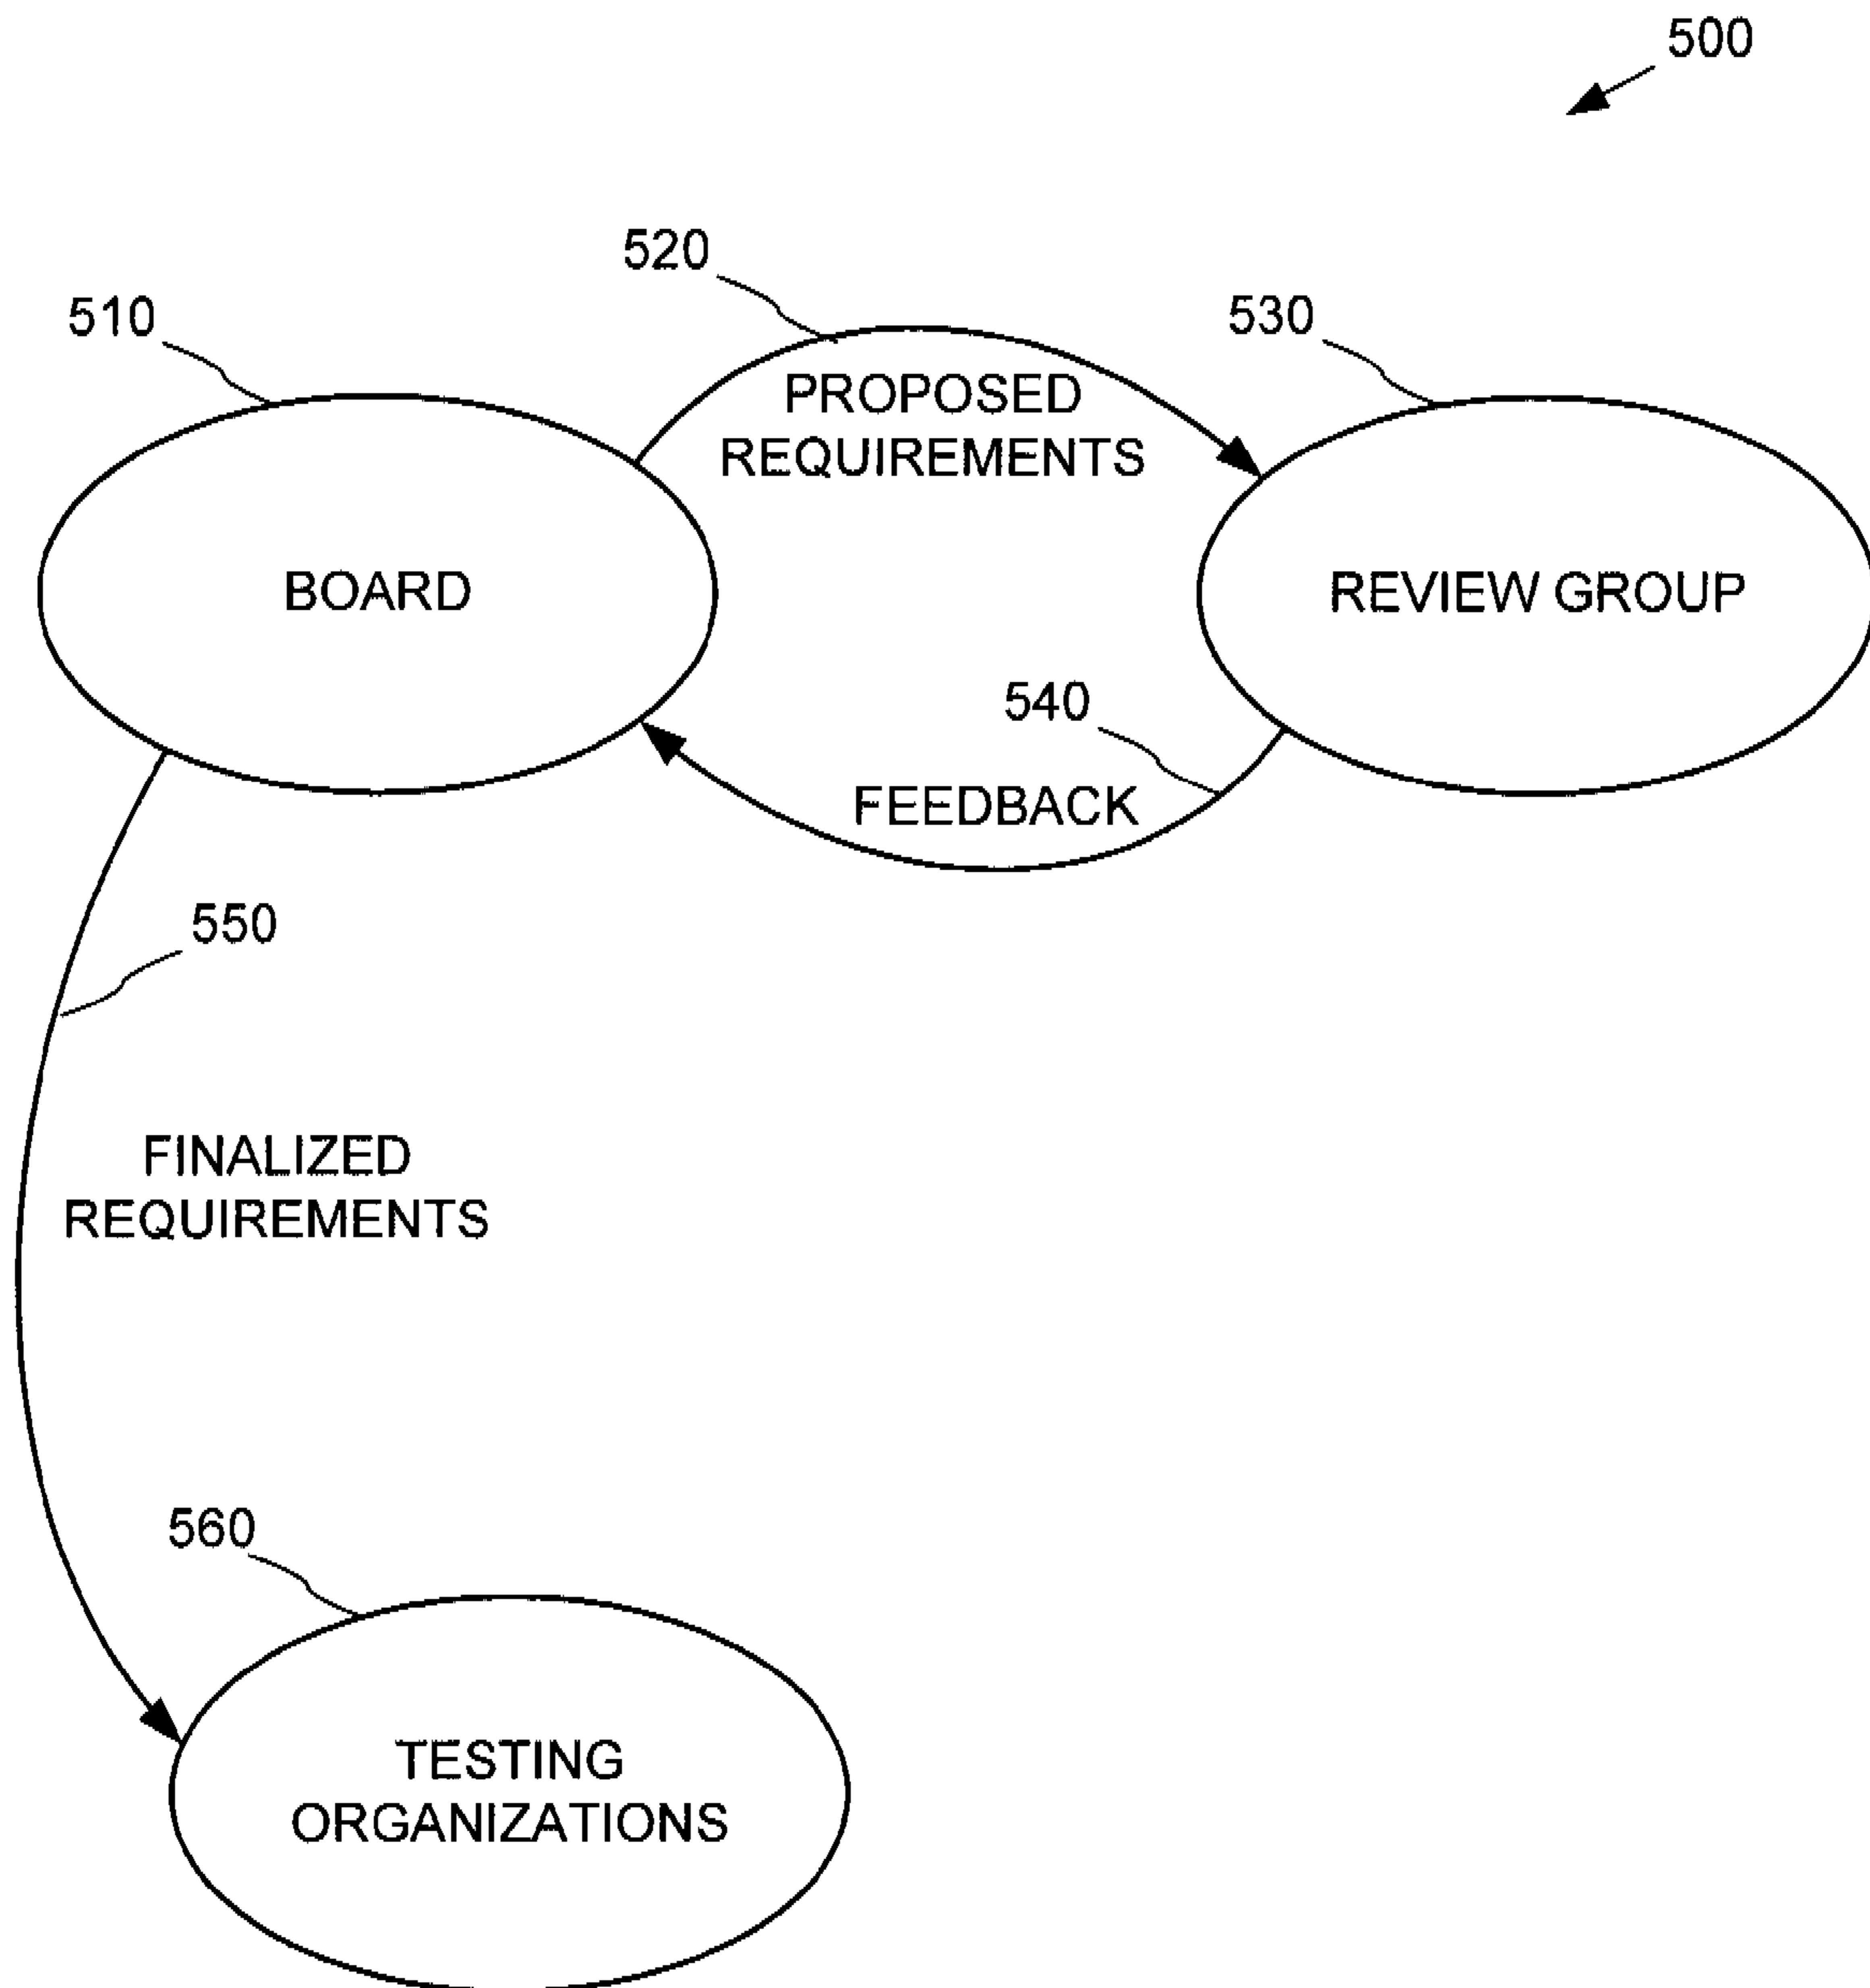 500
520
510
530
PROPOSED
REQUIREMENTS
BOARD
REVIEW GROUP
540
FEEDBACK
550
FINALIZED
REQUIREMENTS
560
TESTING
ORGANIZATIONS